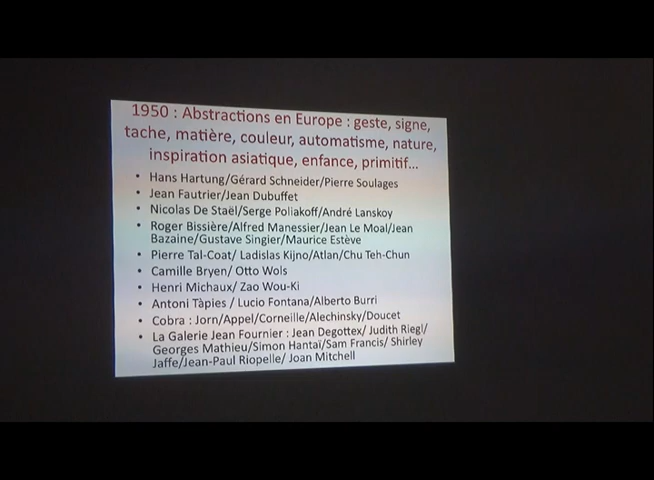 1950 : Abstractions en Europe : geste, signe,
tache, matière, couleur, automatisme, nature,
inspiration asiatique, enfance, primitif...
• Hans Hartung/Gérard Schneider/Pierre Soulages
• Jean Fautrier/Jean Dubuffet
• Nicolas De Staël/Serge Poliakoff/André Lanskoy
• Roger Bissière/Alfred Manessier/Jean Le Moal/Jean
Bazaine/Gustave Singier/Maurice Estève
• Pierre Tal-Coat/ Ladislas Kijno/Atlan/Chu Teh-Chun
• Camille Bryen/ Otto Wols
• Henri Michaux/ Zao Wou-Ki
• Antoni Tàpies / Lucio Fontana/Alberto Burri
• Cobra : Jorn/Appel/Corneille/Alechinsky/Doucet
• La Galerie Jean Fournier : Jean Degottex/ Judith Riegl/
Georges Mathieu/Simon Hantaï/Sam Francis/ Shirley
Jaffe/Jean-Paul Riopelle/ Joan Mitchell